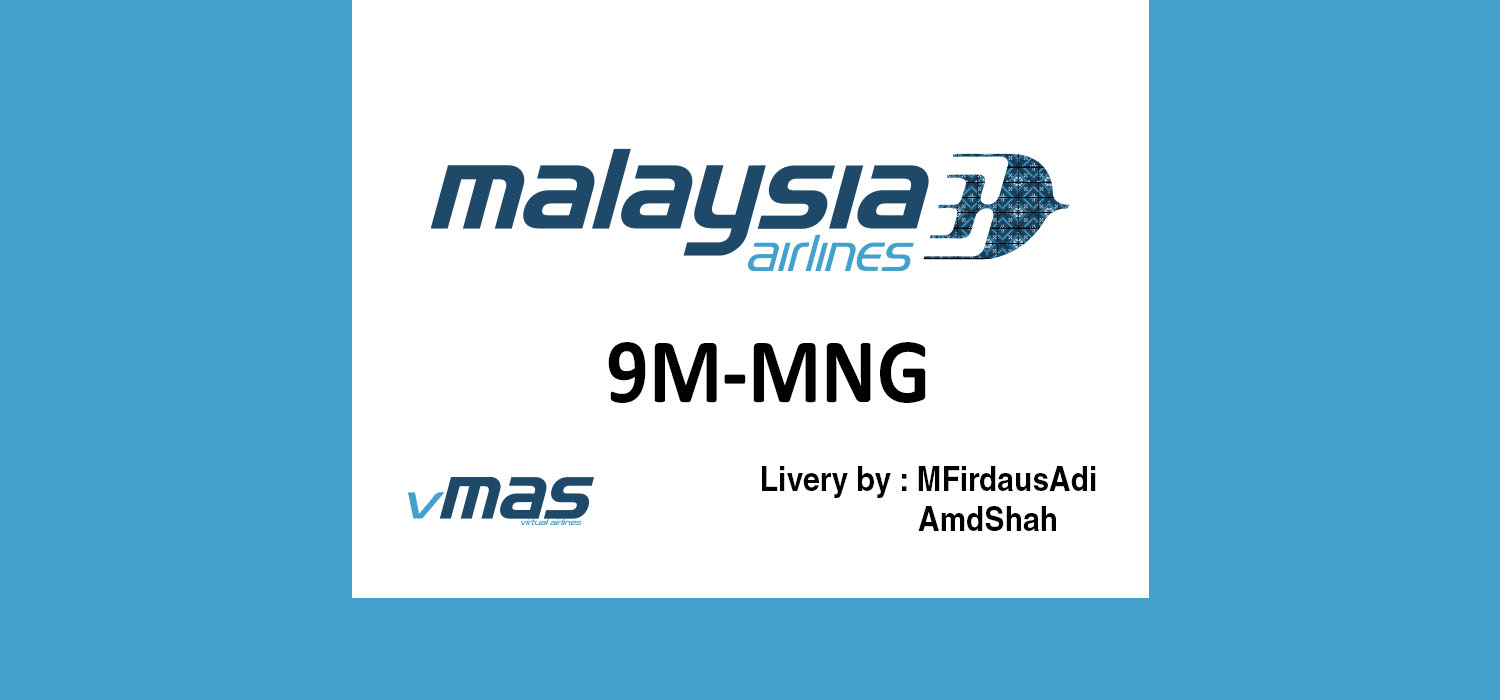 malaysia
airlines
9M-MNG
vmas
virtual airlines
Livery by : MFirdausAdi
AmdShah